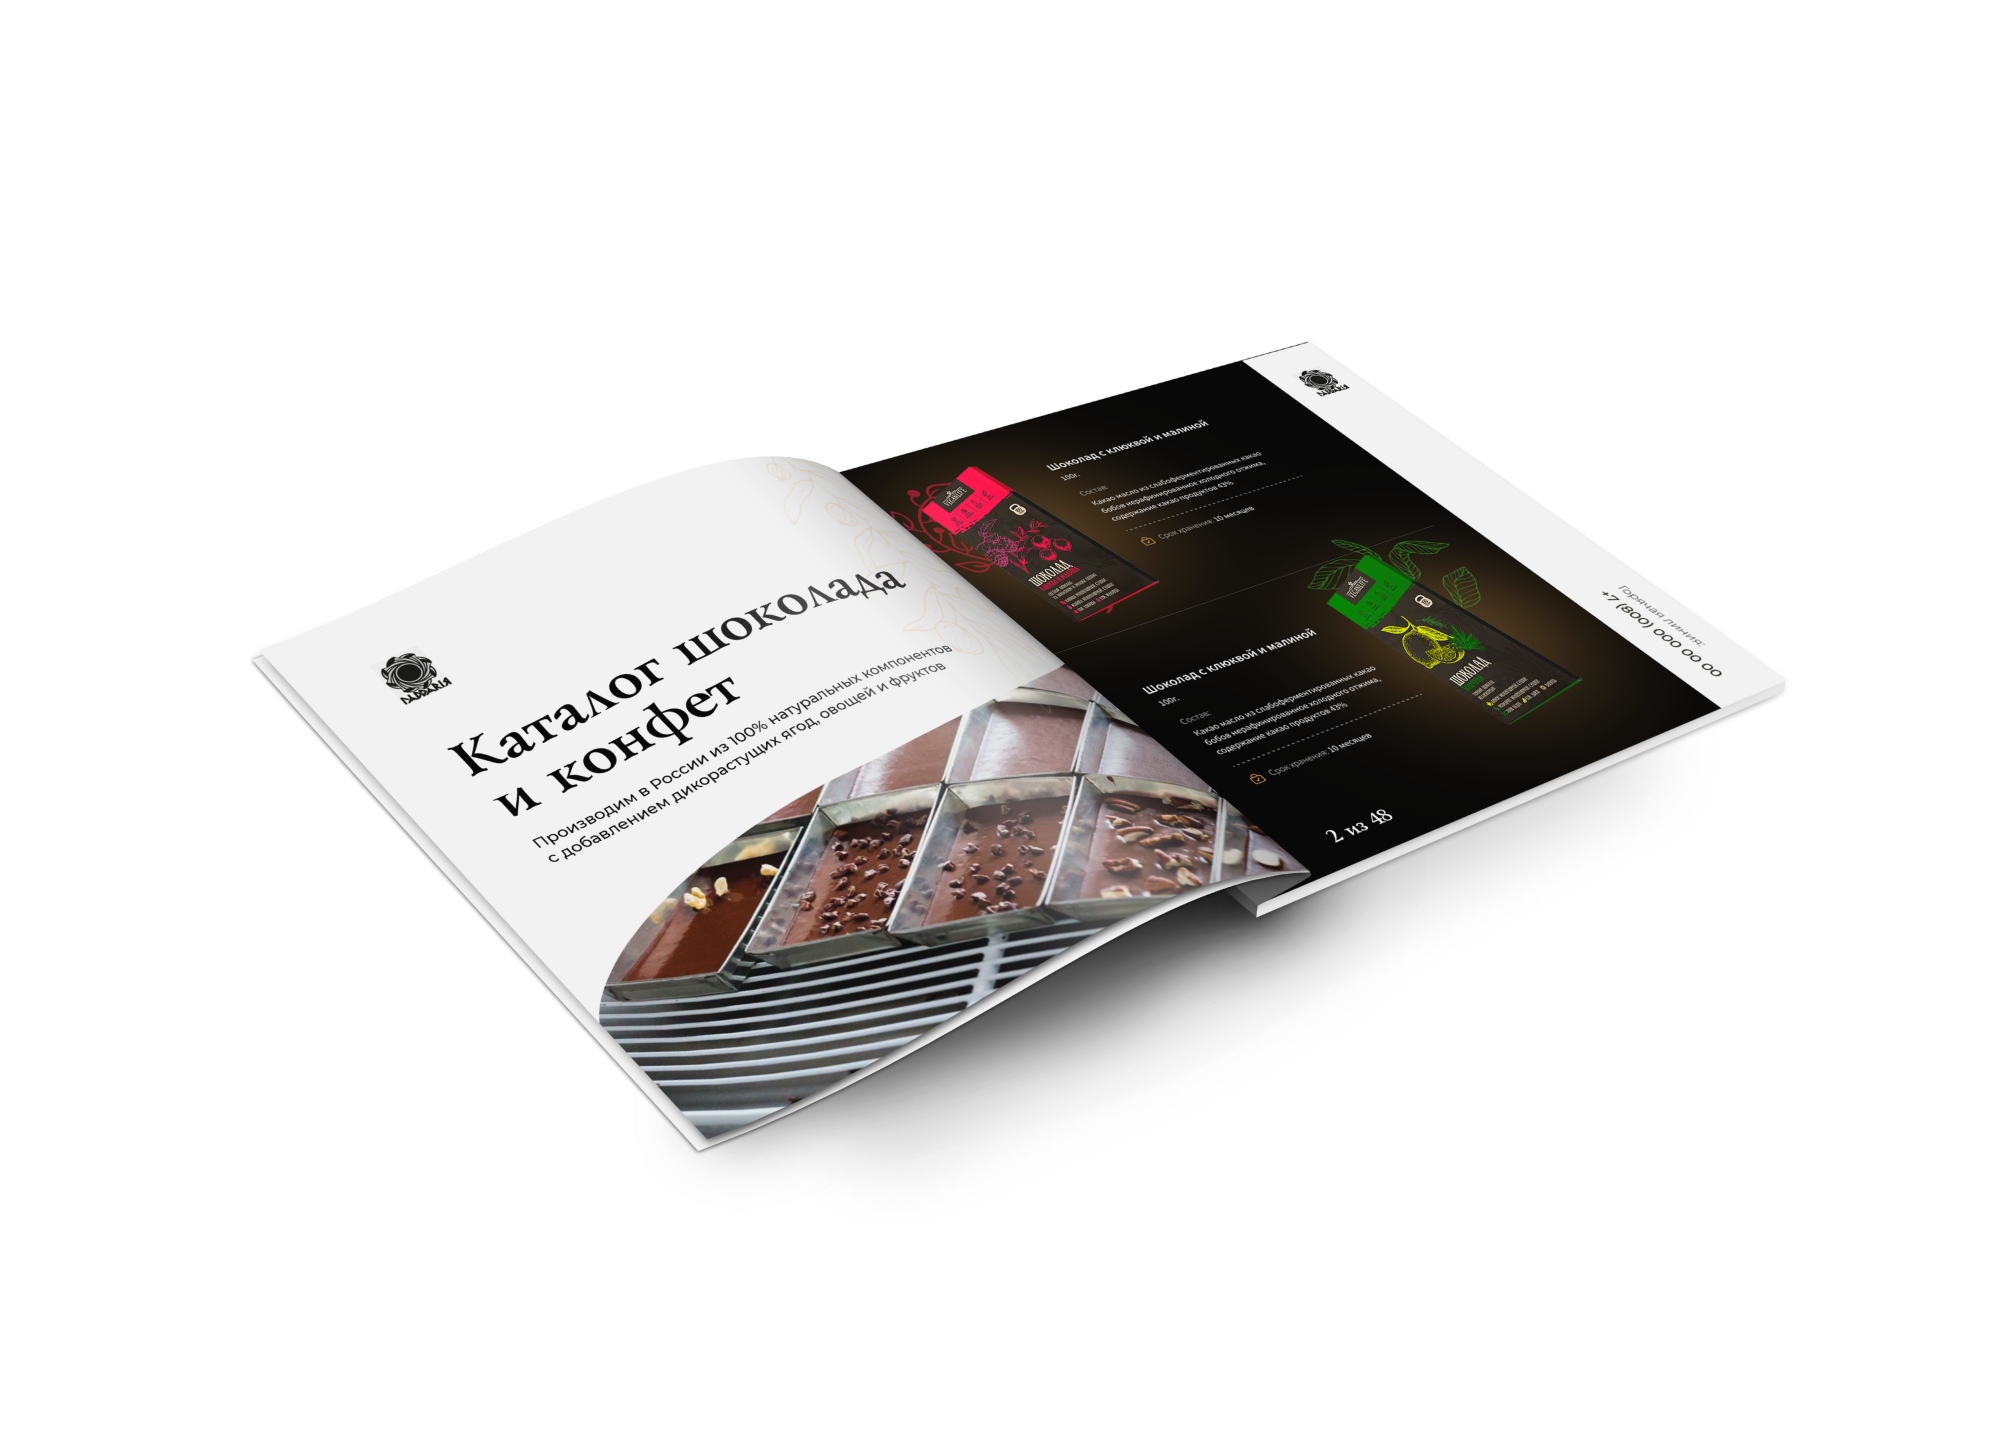 Каталог шоколада
и конфет
Производим в России из 100% натуральных компонентов
с добавлением дикорастущих ягод, овощей и фруктов
Шоколад с клюквой и малиной
100г.
Состав:
Какао масло из слабоферментированных какао
бобов нерафинированное холодного отжима,
содержание какао продуктов 43%
Срок хранения: 10 месяцев
ШОКОЛАД
Шоколад с клюквой и малиной
100г.
Состав:
Какао масло из слабоферментированных какао
бобов нерафинированное холодного отжима,
содержание какао продуктов 43%
Срок хранения: 10 месяцев
ШОКОЛАД
2 из 48
Горячая линия:
+7 (800) 000 00 00